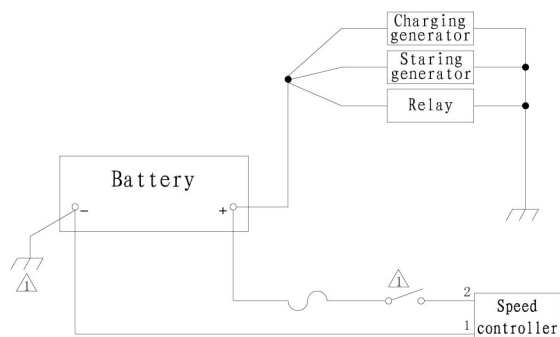 Charging
generator
Staring
generator
Relay
Battery
-
+
1
1
2
Speed
1
controller